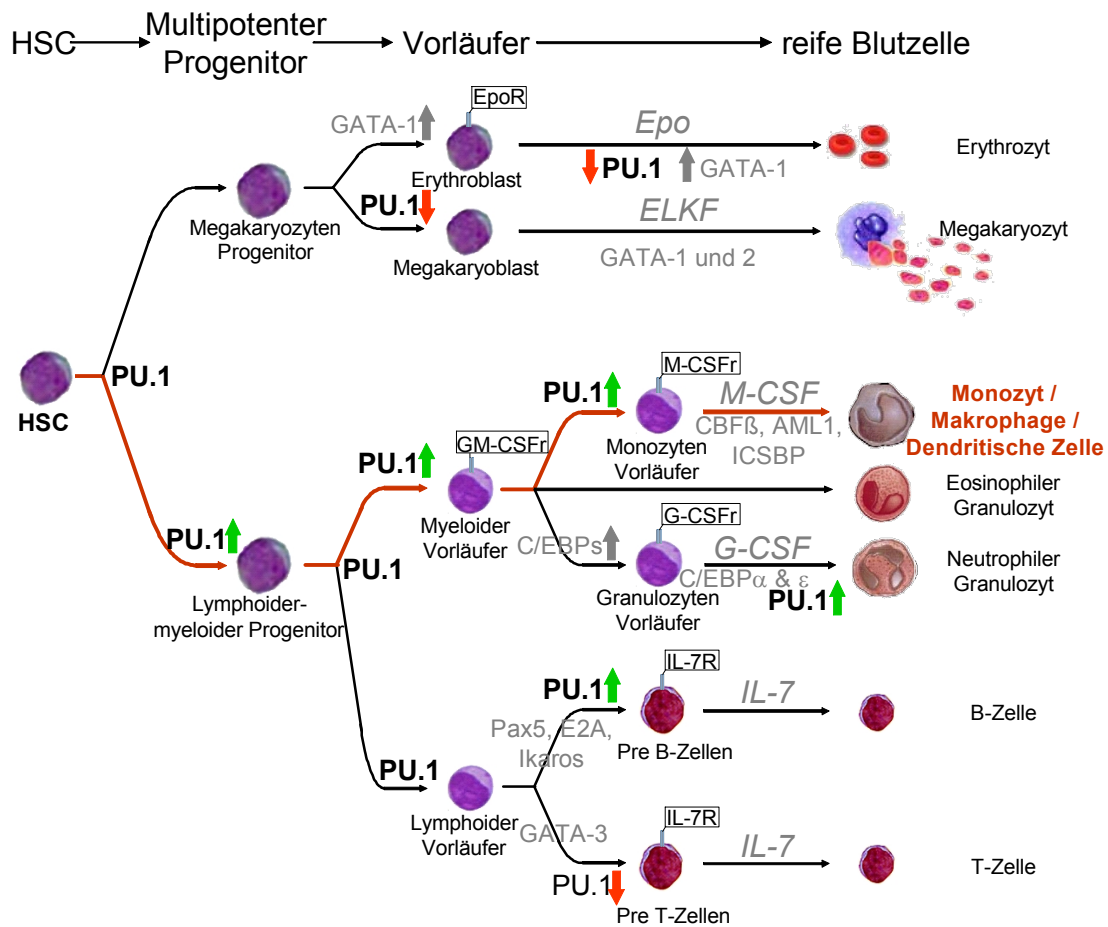 HSC
Multipotenter
Progenitor
Vorläufer
reife Blutzelle
EpoR
GATA-1
Epo
PU.1
GATA-1
Erythroblast
Erythrozyt
PU.1
Megakaryozyten
Progenitor
ELKF
GATA-1 und 2
Megakaryoblast
Megakaryozyt
HSC
PU.1
PU.1
M-CSFr
M-CSF
CBFß, AML1,
ICSBP
Monozyten
Vorläufer
Monozyt /
Makrophage /
Dendritische Zelle
PU.1
GM-CSFr
Myeloider
Vorläufer
Eosinophiler
Granulozyt
PU.1
Lymphoider-
myeloider Progenitor
PU.1
C/EBPs
G-CSFr
G-CSF
C/EBPα & ε
PU.1
Granulozyten
Vorläufer
Neutrophiler
Granulozyt
PU.1
IL-7R
IL-7
Pax5, E2A,
Ikaros
Pre B-Zellen
B-Zelle
PU.1
Lymphoider
Vorläufer
GATA-3
PU.1
IL-7R
IL-7
Pre T-Zellen
T-Zelle